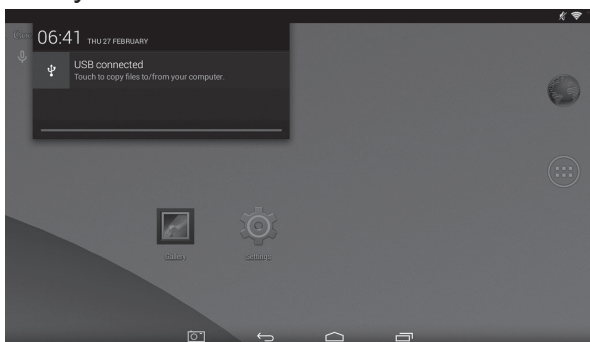 06:41 THU 27 FEBRUARY
USB connected
Touch to copy files to/from your computer.
Gallery
Settings